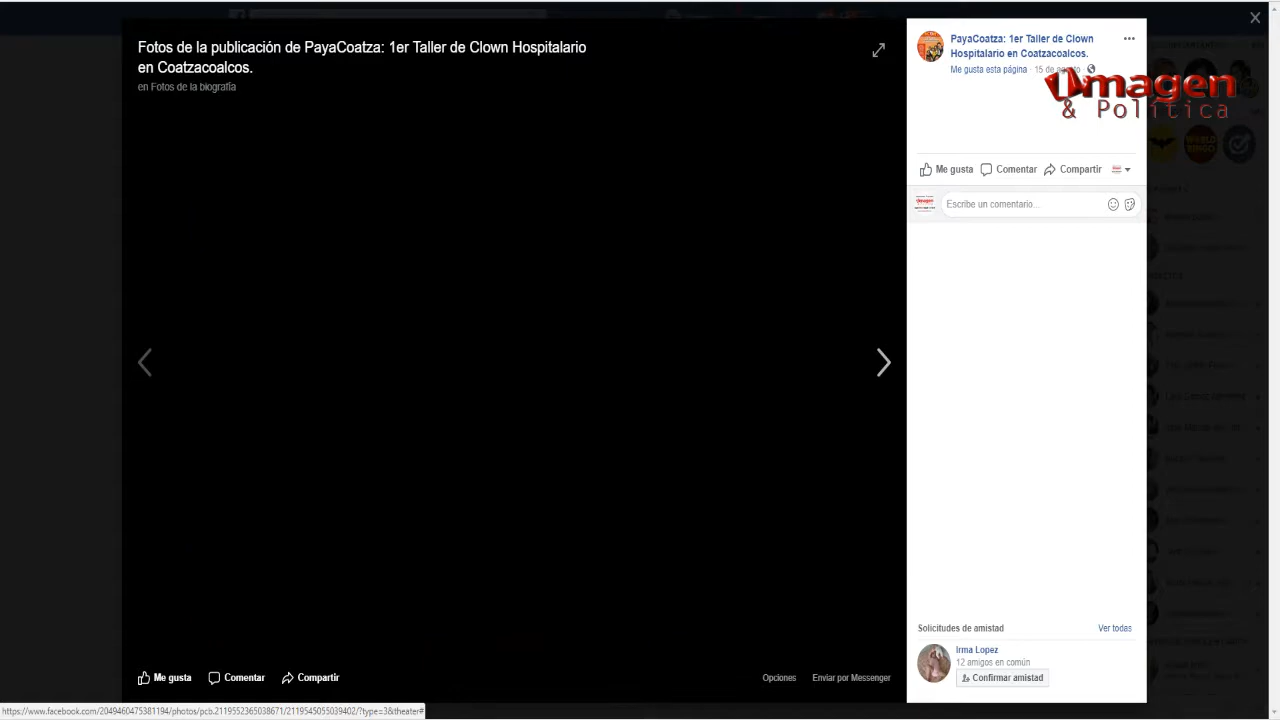 Fotos de la publicación de PayaCoatza: 1er Taller de Clown Hospitalario
en Coatzacoalcos.
en Fotos de la biografía
Me gusta Comentar Compartir
Opciones Enviar por Messenger
PayaCoatza: 1er Taller de Clown
Hospitalario en Coatzacoalcos.
Me gusta esta página · 15 de agosto
Imagen
& Política
Me gusta Comentar Compartir
Escribe un comentario...
Solicitudes de amistad Ver todas
Irma Lopez
12 amigos en común
Confirmar amistad
https://www.facebook.com/2049460475381194/photos/pcb.2119552365038671/2119545055039402/?type=3&theater#